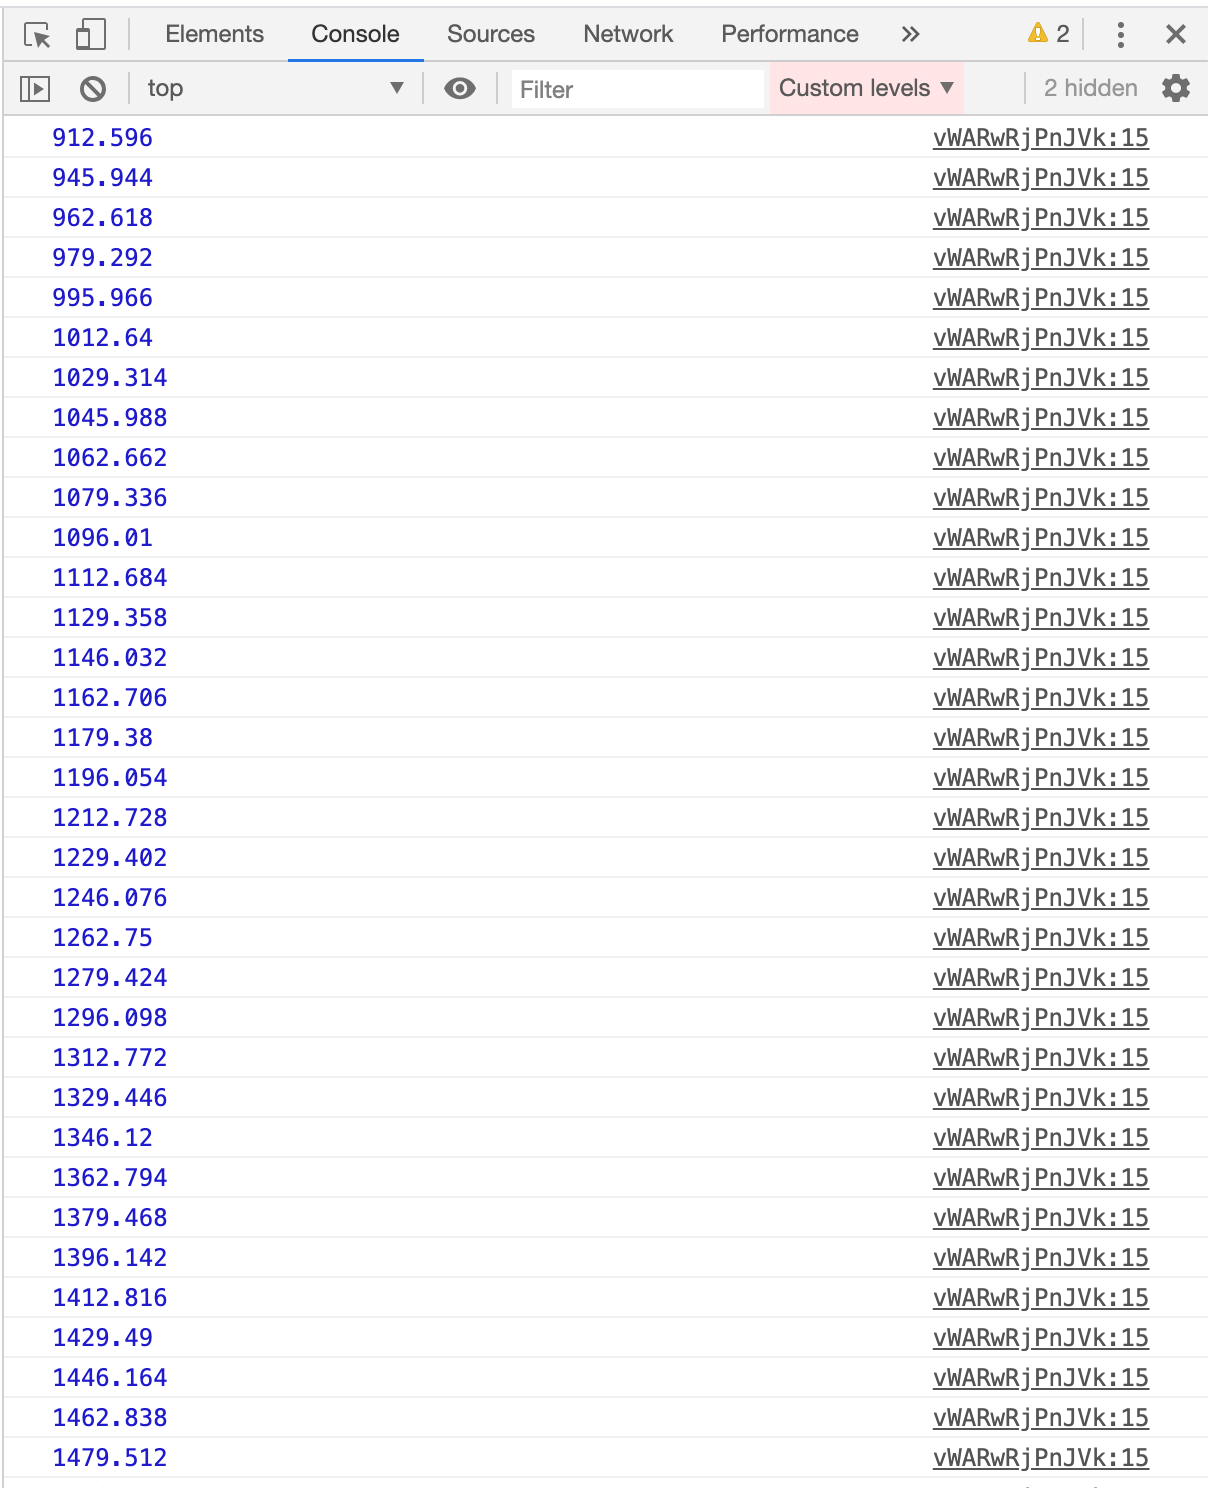 Elements Console Sources Network Performance » 2
top Filter Custom levels 2 hidden
912.596 vWARwRjPnJVk:15
945.944 vWARwRjPnJVk:15
962.618 vWARwRjPnJVk:15
979.292 vWARwRjPnJVk:15
995.966 vWARwRjPnJVk:15
1012.64 vWARwRjPnJVk:15
1029.314 vWARwRjPnJVk:15
1045.988 vWARwRjPnJVk:15
1062.662 vWARwRjPnJVk:15
1079.336 vWARwRjPnJVk:15
1096.01 vWARwRjPnJVk:15
1112.684 vWARwRjPnJVk:15
1129.358 vWARwRjPnJVk:15
1146.032 vWARwRjPnJVk:15
1162.706 vWARwRjPnJVk:15
1179.38 vWARwRjPnJVk:15
1196.054 vWARwRjPnJVk:15
1212.728 vWARwRjPnJVk:15
1229.402 vWARwRjPnJVk:15
1246.076 vWARwRjPnJVk:15
1262.75 vWARwRjPnJVk:15
1279.424 vWARwRjPnJVk:15
1296.098 vWARwRjPnJVk:15
1312.772 vWARwRjPnJVk:15
1329.446 vWARwRjPnJVk:15
1346.12 vWARwRjPnJVk:15
1362.794 vWARwRjPnJVk:15
1379.468 vWARwRjPnJVk:15
1396.142 vWARwRjPnJVk:15
1412.816 vWARwRjPnJVk:15
1429.49 vWARwRjPnJVk:15
1446.164 vWARwRjPnJVk:15
1462.838 vWARwRjPnJVk:15
1479.512 vWARwRjPnJVk:15